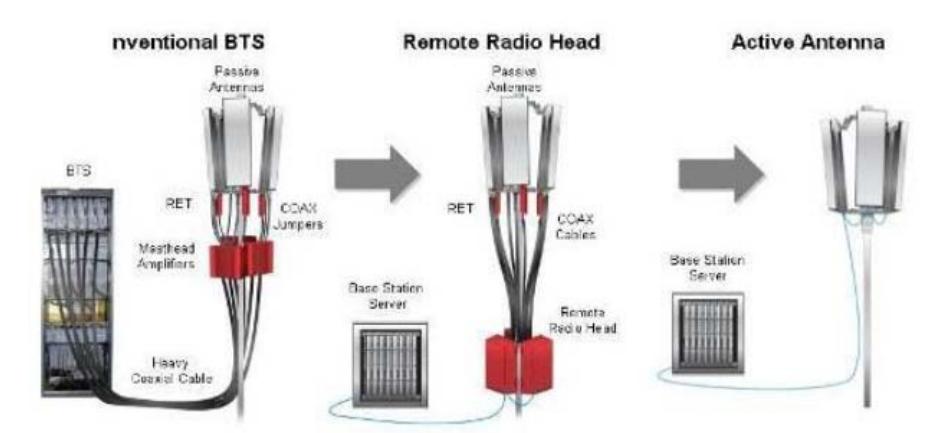 nventional BTS
Remote Radio Head
Active Antenna
Passive
Antennas
BTS
RET
COAX
Jumpers
Masthead
Amplifiers
Heavy
Coaxial Cable
Passive
Antennas
RET
COAX
Cables
Base Station
Server
Remote
Radio Head
Base Station
Server